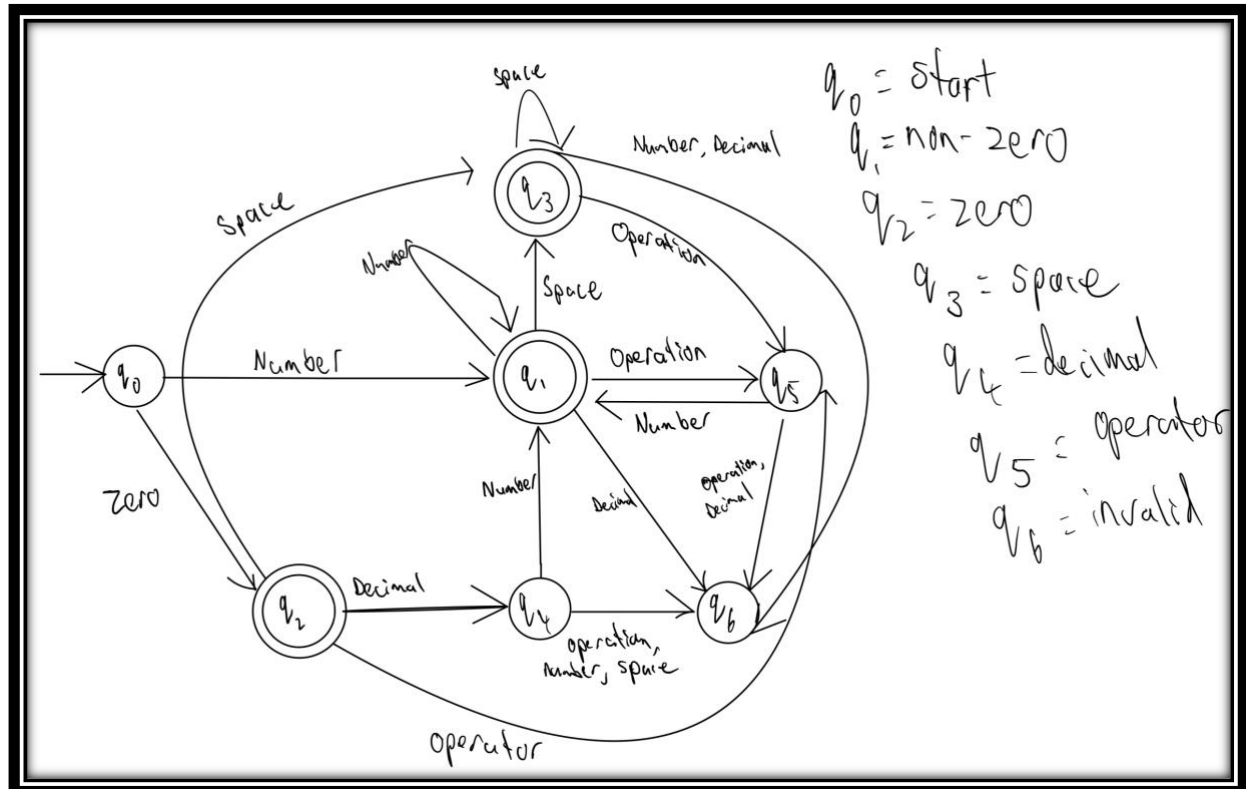 Space
Number, Decimal
q3
Space
Operation
Number
Space
q0
Number
q1
Operation
q5
Number
Zero
Number
Decimal
Operation,
Decimal
q2
Decimal
q4
q6
Operation,
Number, Space
Operator
q0 = Start
q1 = non-zero
q2 = zero
q3 = space
q4 = decimal
q5 = operator
q6 = invalid